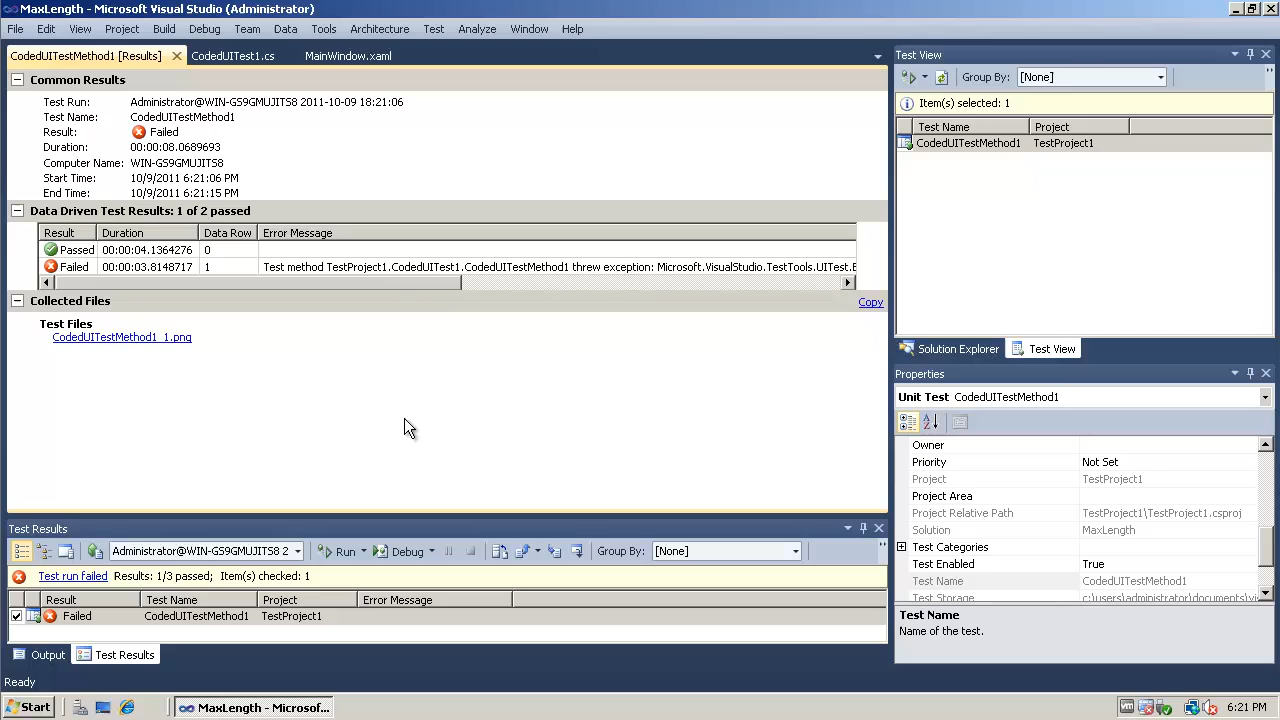 MaxLength - Microsoft Visual Studio (Administrator)
File Edit View Project Build Debug Team Data Tools Architecture Test Analyze Window Help
CodedUITestMethod1 [Results] CodedUITest1.cs MainWindow.xaml
Common Results
Test Run: Administrator@WIN-GS9GMUJITS8 2011-10-09 18:21:06
Test Name: CodedUITestMethod1
Result: Failed
Duration: 00:00:08.0689693
Computer Name: WIN-GS9GMUJITS8
Start Time: 10/9/2011 6:21:06 PM
End Time: 10/9/2011 6:21:15 PM
Data Driven Test Results: 1 of 2 passed
Result Duration Data Row Error Message
Passed 00:00:04.1364276 0
Failed 00:00:03.8148717 1 Test method TestProject1.CodedUITest1.CodedUITestMethod1 threw exception: Microsoft.VisualStudio.TestTools.UITest.E
Collected Files Copy
Test Files
CodedUITestMethod1_1.png
Test Results
Administrator@WIN-GS9GMUJITS8 2 Run Debug Group By: [None]
Test run failed Results: 1/3 passed; Item(s) checked: 1
Result Test Name Project Error Message
Failed CodedUITestMethod1 TestProject1
Output Test Results
Test View
Group By: [None]
Item(s) selected: 1
Test Name Project
CodedUITestMethod1 TestProject1
Solution Explorer Test View
Properties
Unit Test CodedUITestMethod1
Owner
Priority Not Set
Project TestProject1
Project Area
Project Relative Path TestProject1\TestProject1.csproj
Solution MaxLength
Test Categories
Test Enabled True
Test Name CodedUITestMethod1
Test Storage c:\users\administrator\documents\vi
Test Name
Name of the test.
Ready
Start MaxLength - Microsof... 6:21 PM